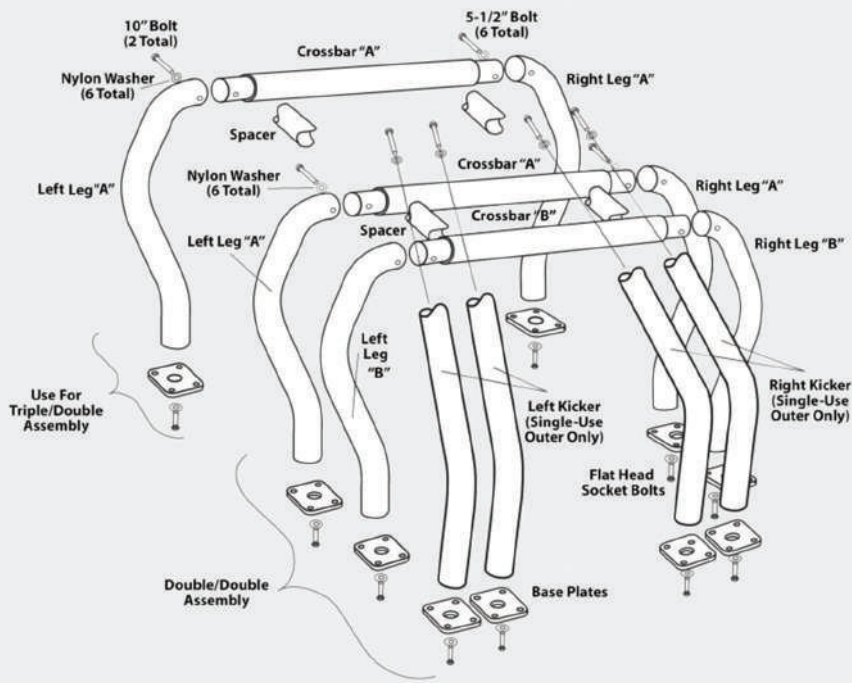 10” Bolt
(2 Total)
5-1/2” Bolt
(6 Total)
Crossbar “A”
Nylon Washer
(6 Total)
Right Leg “A”
Spacer
Left Leg “A”
Nylon Washer
(6 Total)
Crossbar “A”
Right Leg “A”
Spacer
Crossbar “B”
Left Leg “A”
Right Leg “B”
Left
Leg
“B”
Use For
Triple/Double
Assembly
Left Kicker
(Single-Use
Outer Only)
Right Kicker
(Single-Use
Outer Only)
Flat Head
Socket Bolts
Double/Double
Assembly
Base Plates